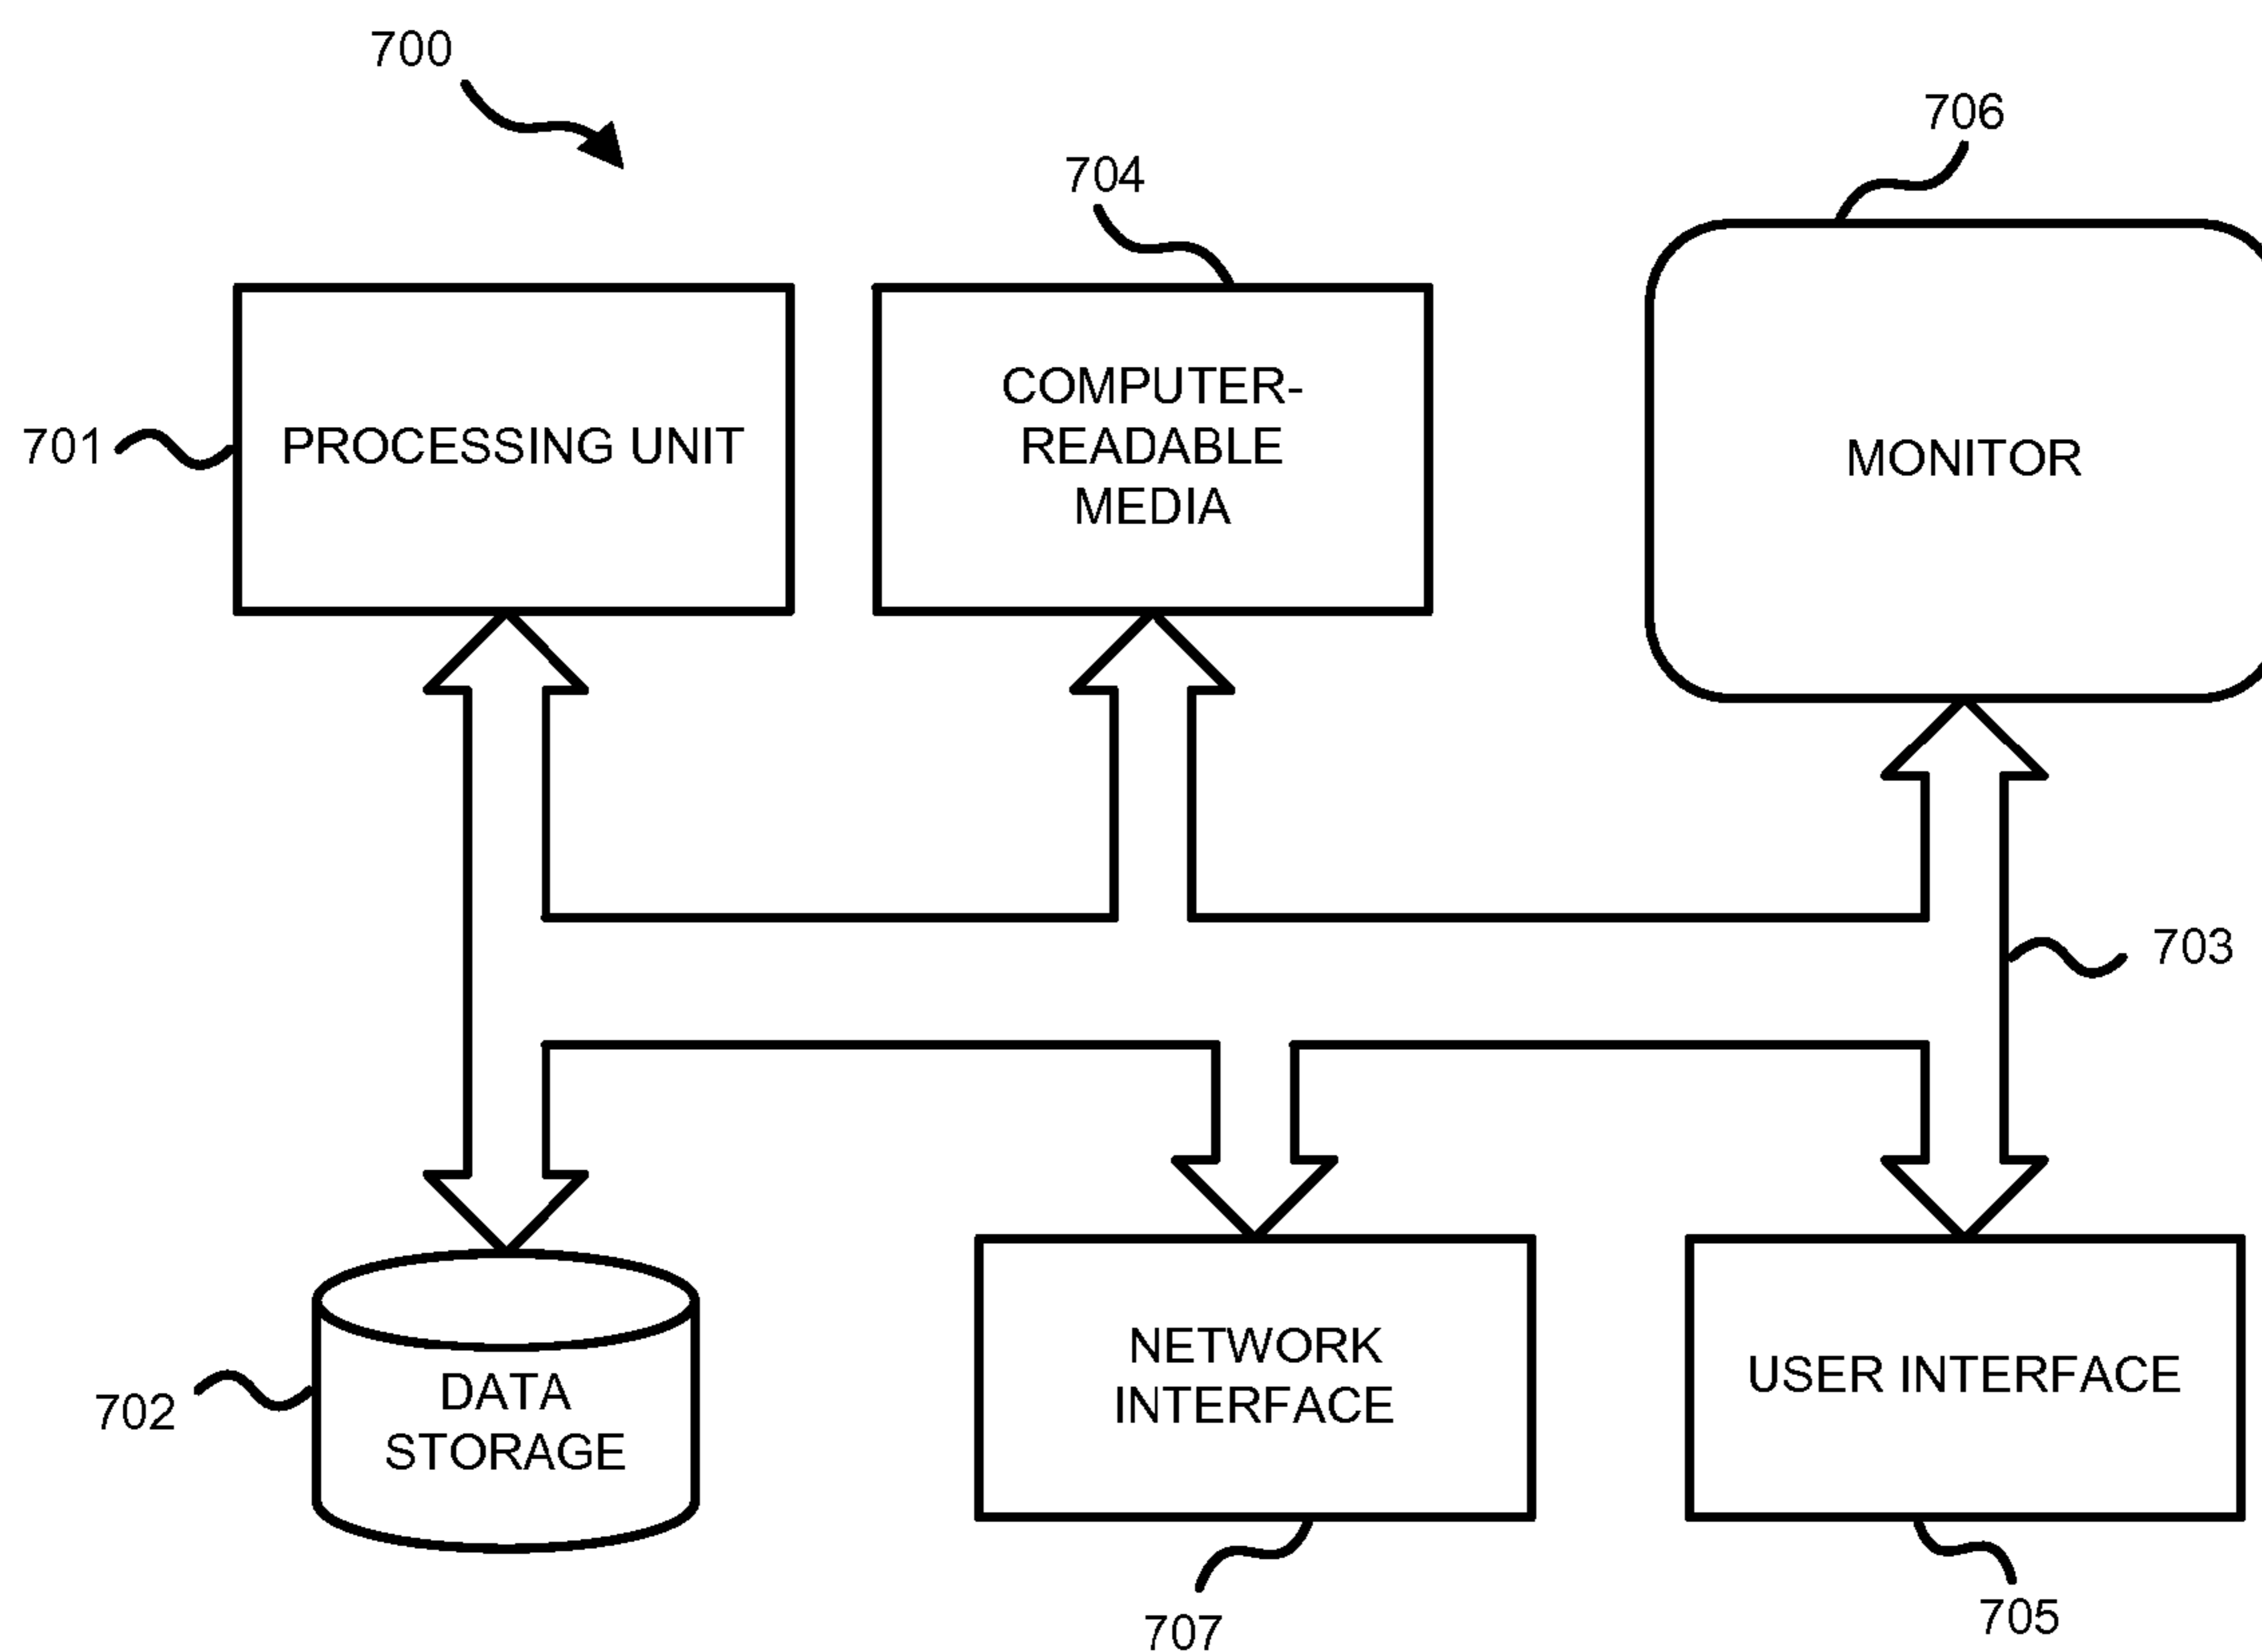 700
706
704
COMPUTER-
READABLE
MEDIA
701
PROCESSING UNIT
MONITOR
703
702
DATA
STORAGE
NETWORK
INTERFACE
USER INTERFACE
707
705